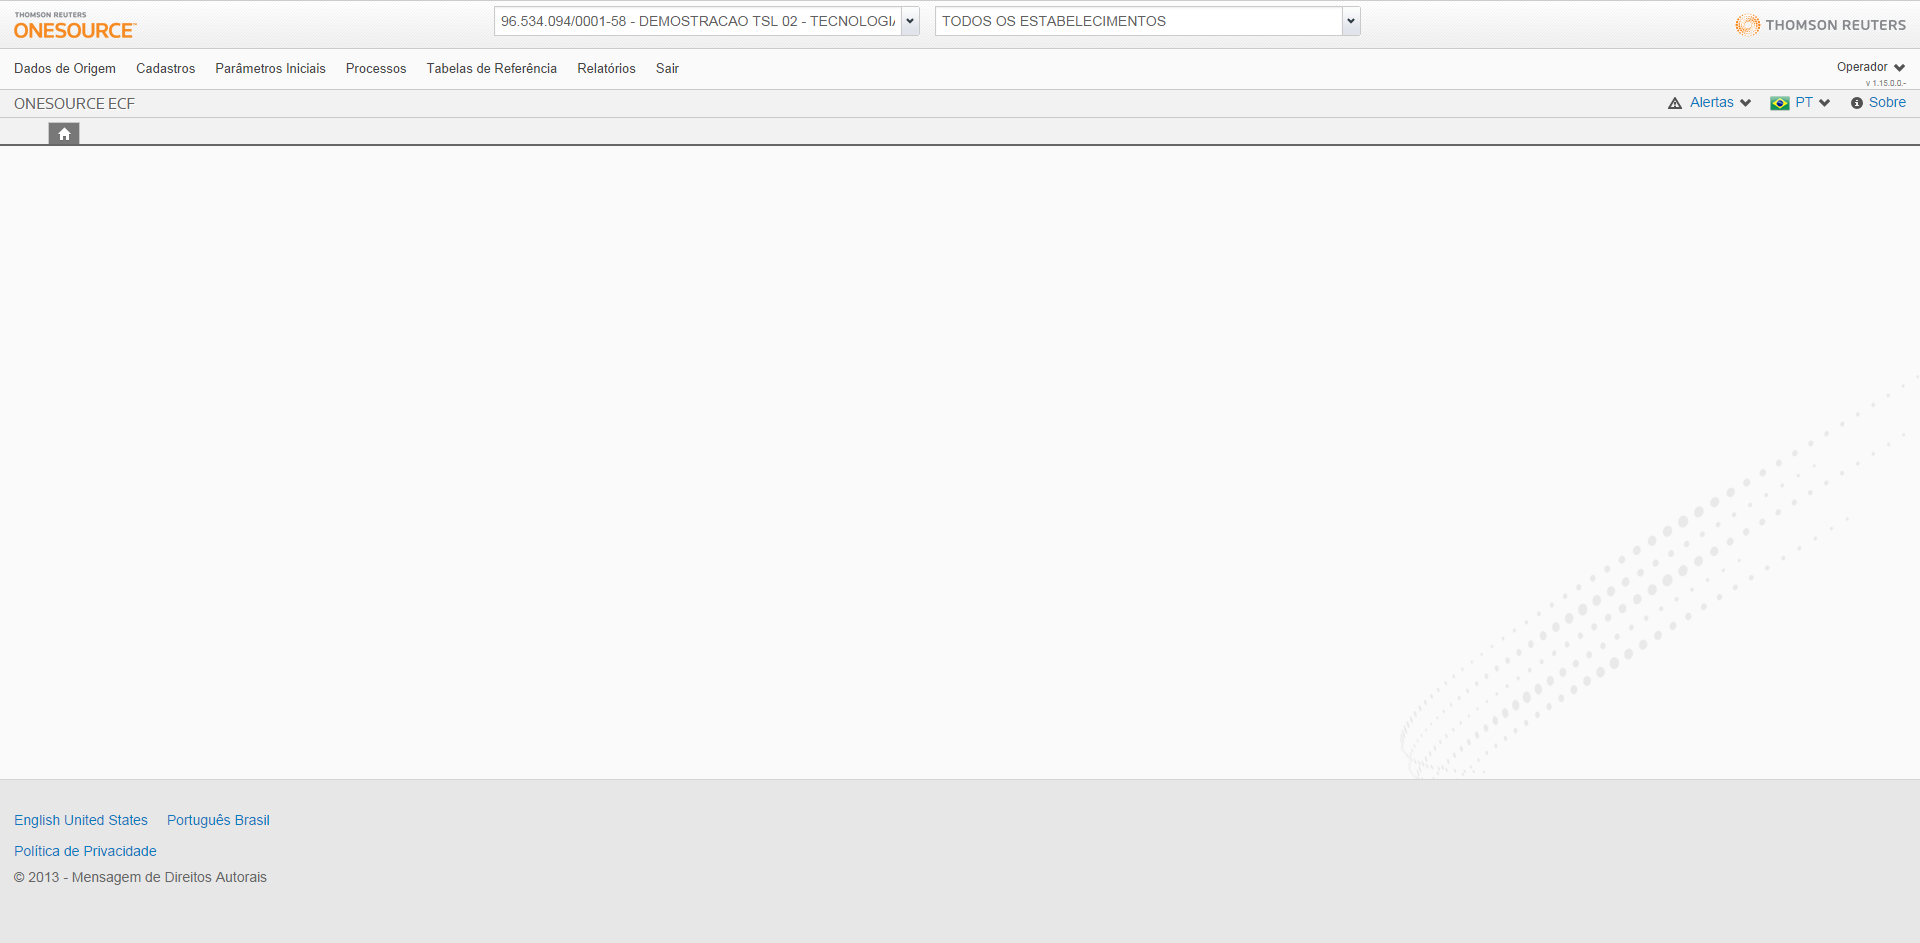 THOMSON REUTERS
ONESOURCE™
96.534.094/0001-58 - DEMOSTRACAO TSL 02 - TECNOLOGI
TODOS OS ESTABELECIMENTOS
THOMSON REUTERS
Dados de Origem Cadastros Parâmetros Iniciais Processos Tabelas de Referência Relatórios Sair
Operador
v 1.15.0.0.-
ONESOURCE ECF
Alertas PT Sobre
English United States Português Brasil
Política de Privacidade
© 2013 - Mensagem de Direitos Autorais